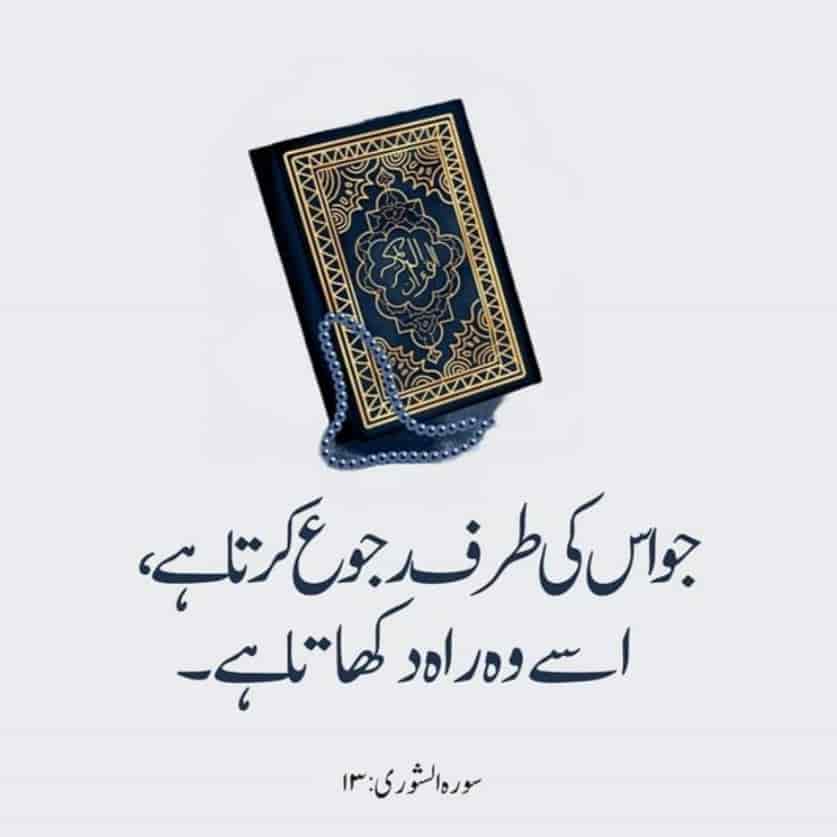 القرآن الكريم
جو اس کی طرف رجوع کرتا ہے،
اسے وہ راہ دکھاتا ہے۔
سورہ الشوریٰ: ۱۳